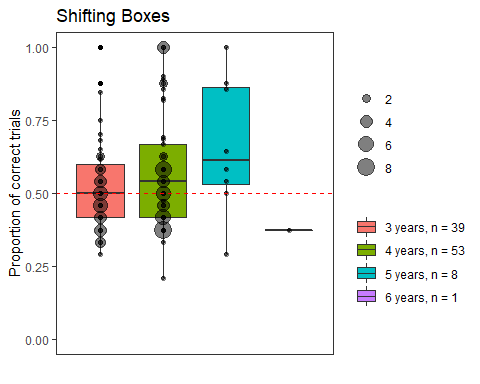 Shifting Boxes
Proportion of correct trials
1.00
0.75
0.50
0.25
0.00
2
4
6
8
3 years, n = 39
4 years, n = 53
5 years, n = 8
6 years, n = 1